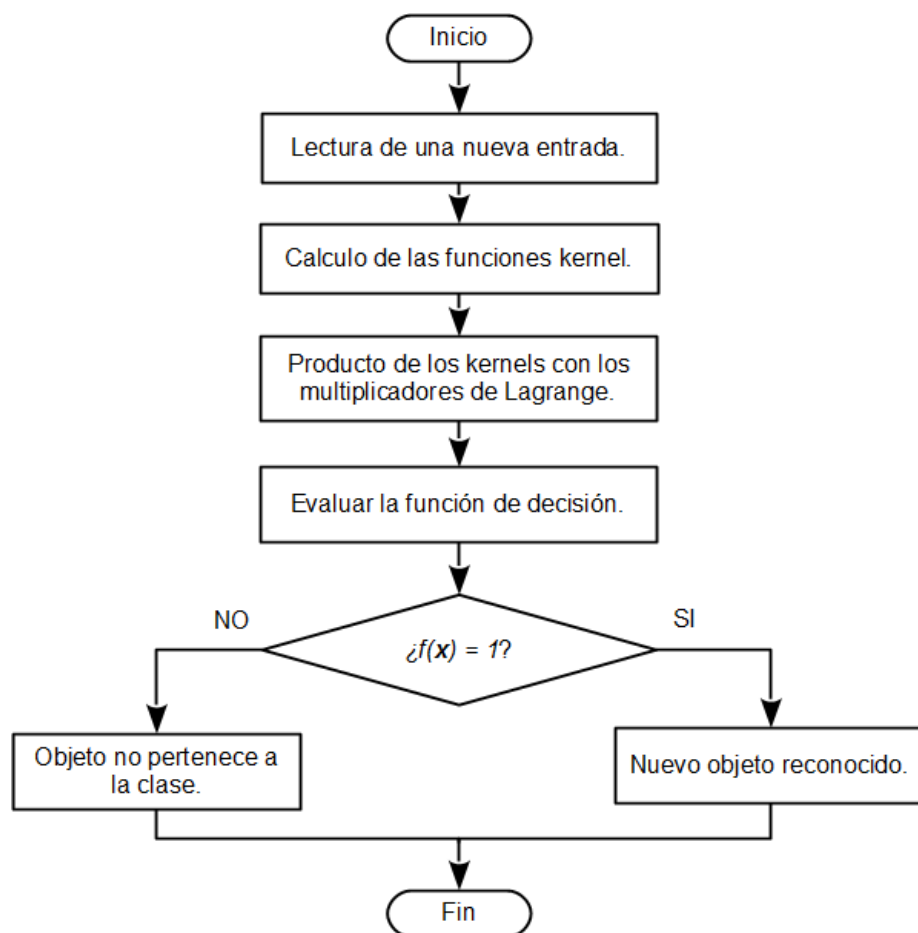 Inicio
Lectura de una nueva entrada.
Calculo de las funciones kernel.
Producto de los kernels con los
multiplicadores de Lagrange.
Evaluar la función de decisión.
NO
SI
¿f(x) = 1?
Objeto no pertenece a
la clase.
Nuevo objeto reconocido.
Fin